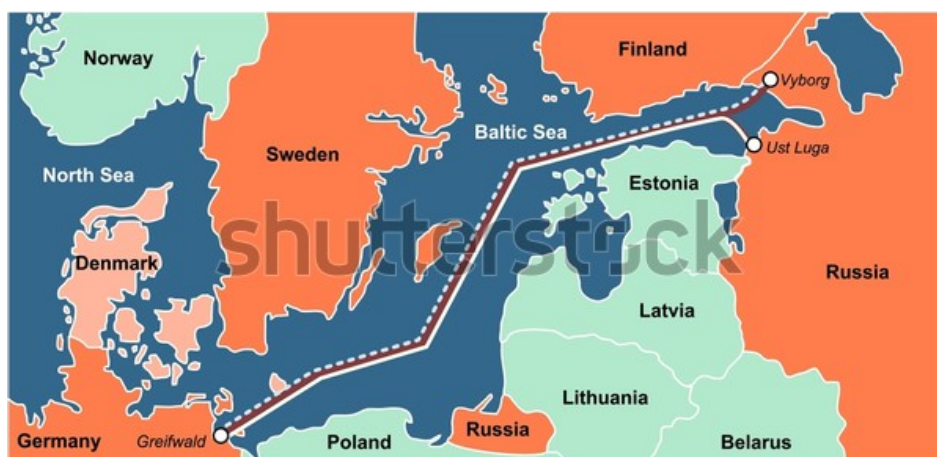 Norway
Finland
Vyborg
Baltic Sea
Sweden
Ust Luga
North Sea
Estonia
shutterstock
Denmark
Russia
Latvia
Lithuania
Germany
Greifwald
Poland
Russia
Belarus